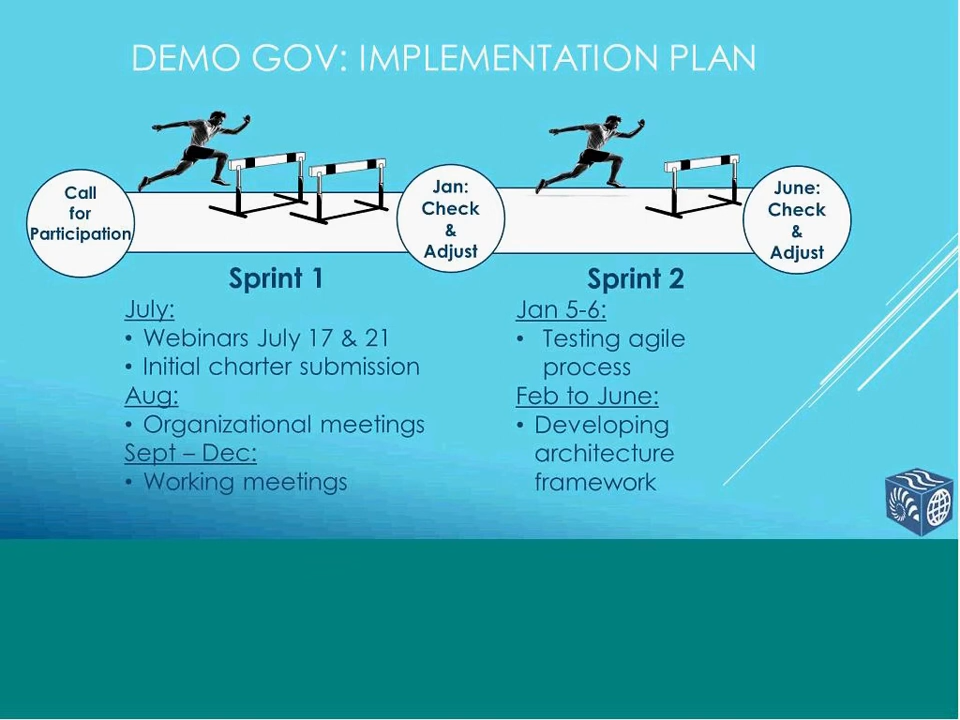 DEMO GOV: IMPLEMENTATION PLAN
Call
for
Participation
Jan:
Check
&
Adjust
June:
Check
&
Adjust
Sprint 1
July:
• Webinars July 17 & 21
• Initial charter submission
Aug:
• Organizational meetings
Sept – Dec:
• Working meetings
Sprint 2
Jan 5-6:
• Testing agile
process
Feb to June:
• Developing
architecture
framework